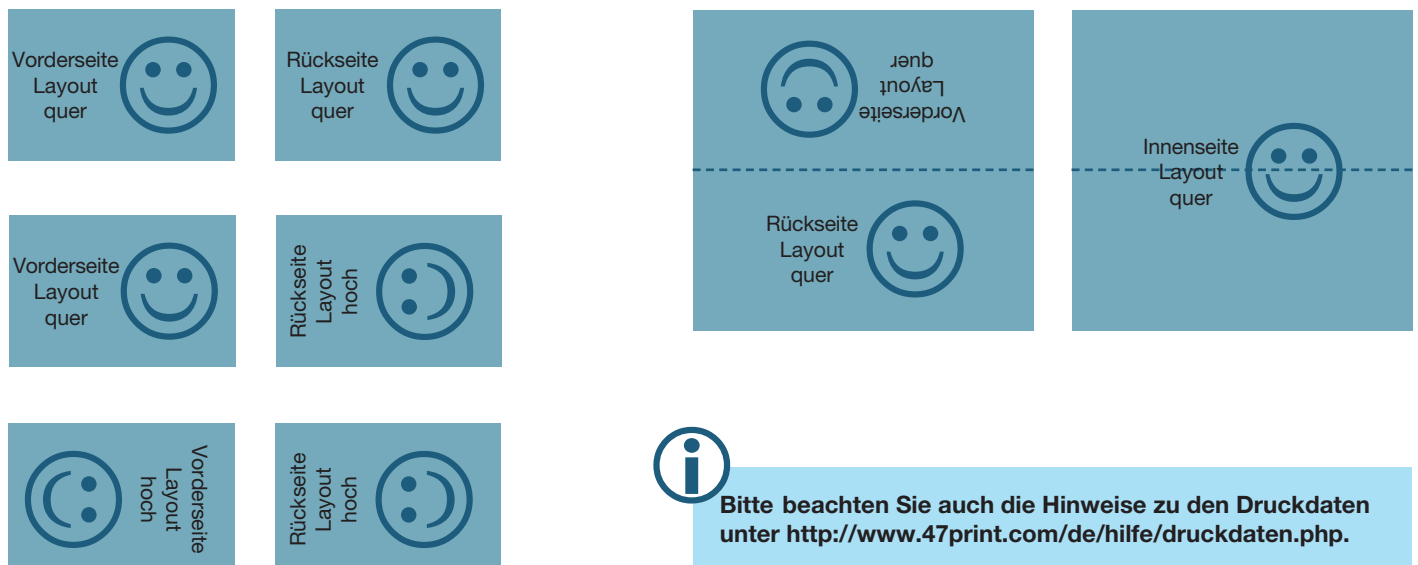 Vorderseite
Layout
quer
Rückseite
Layout
quer
Vorderseite
Layout
quer
Rückseite
Layout
hoch
Vorderseite
Layout
hoch
Rückseite
Layout
hoch
Vorderseite
Layout
quer
Rückseite
Layout
quer
Innenseite
Layout
quer
i
Bitte beachten Sie auch die Hinweise zu den Druckdaten
unter http://www.47print.com/de/hilfe/druckdaten.php.